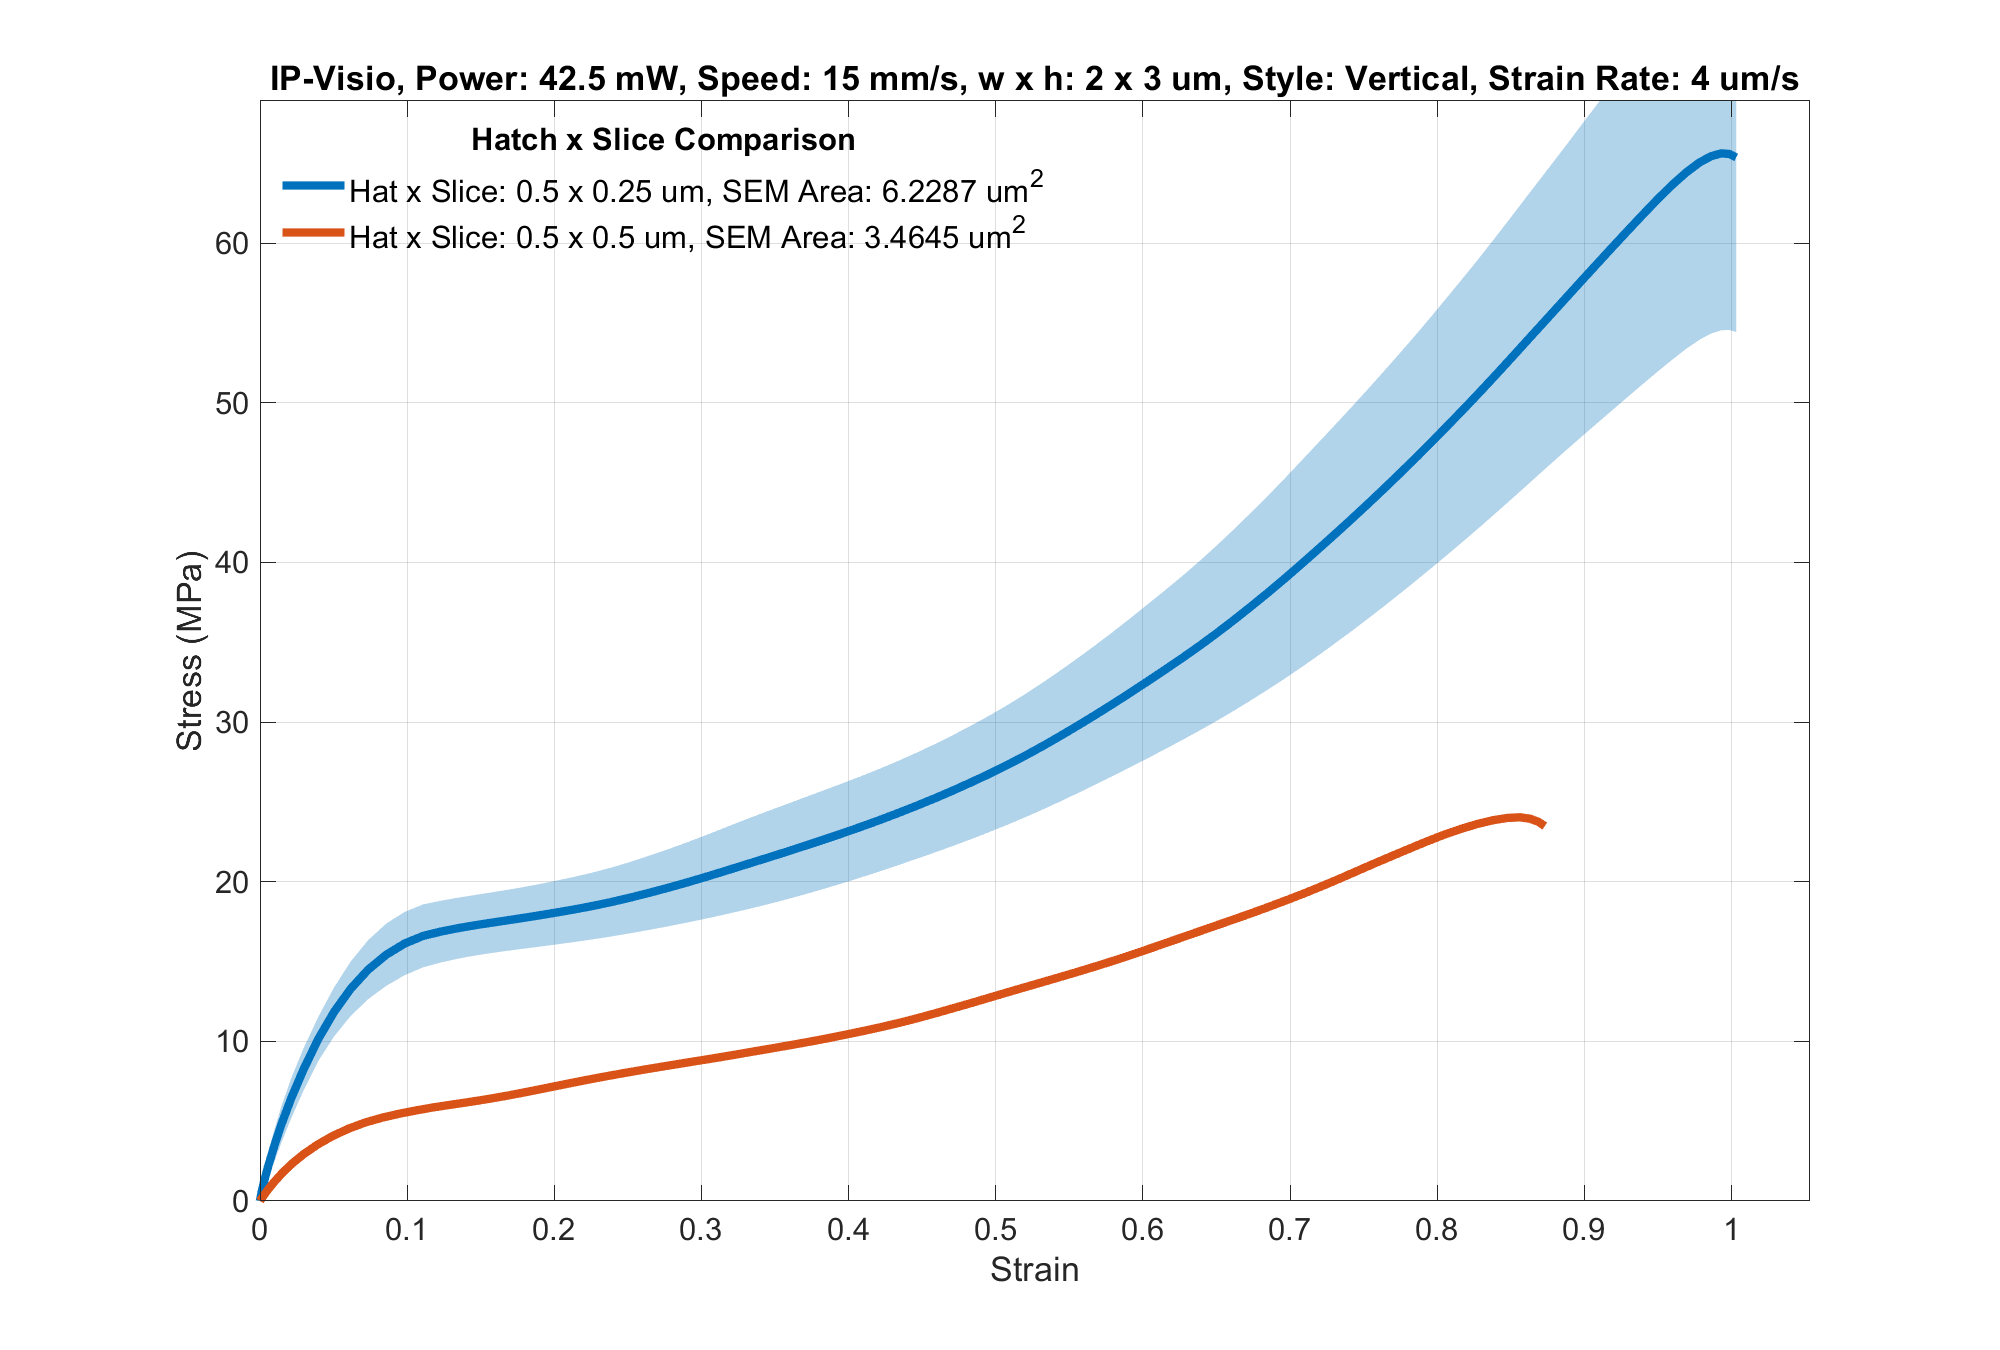 IP-Visio, Power: 42.5 mW, Speed: 15 mm/s, w x h: 2 x 3 um, Style: Vertical, Strain Rate: 4 um/s
Hatch x Slice Comparison
Hat x Slice: 0.5 x 0.25 um, SEM Area: 6.2287 um²
Hat x Slice: 0.5 x 0.5 um, SEM Area: 3.4645 um²
60
50
40
30
20
10
0
Stress (MPa)
0 0.1 0.2 0.3 0.4 0.5 0.6 0.7 0.8 0.9 1
Strain